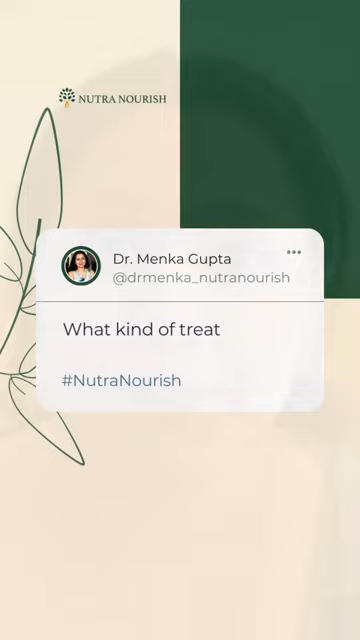 NUTRA NOURISH
Dr. Menka Gupta
@drmenka_nutranourish
What kind of treat
#NutraNourish